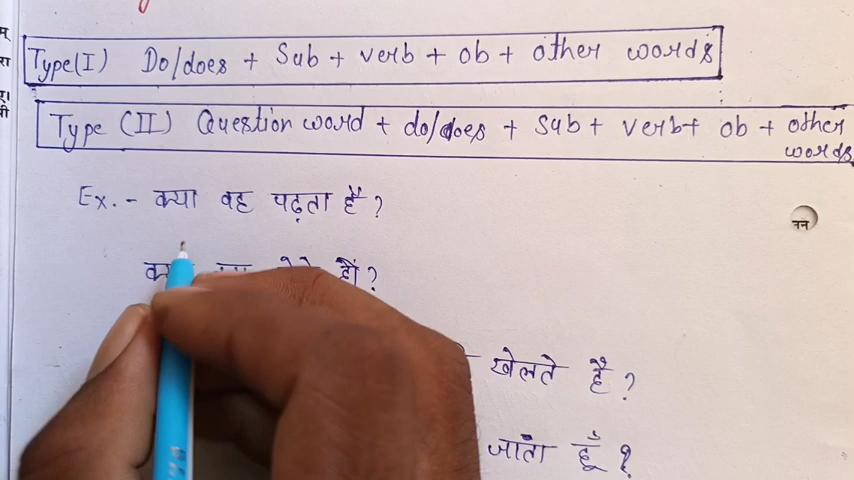 Type(I) Do/does + Sub + verb + ob + other words
Type (II) Question word + do/does + Sub + verb+ ob + other
words
Ex.- क्या वह पढ़ता है?
हो?
खेलते है?
जाता हूँ?
नन